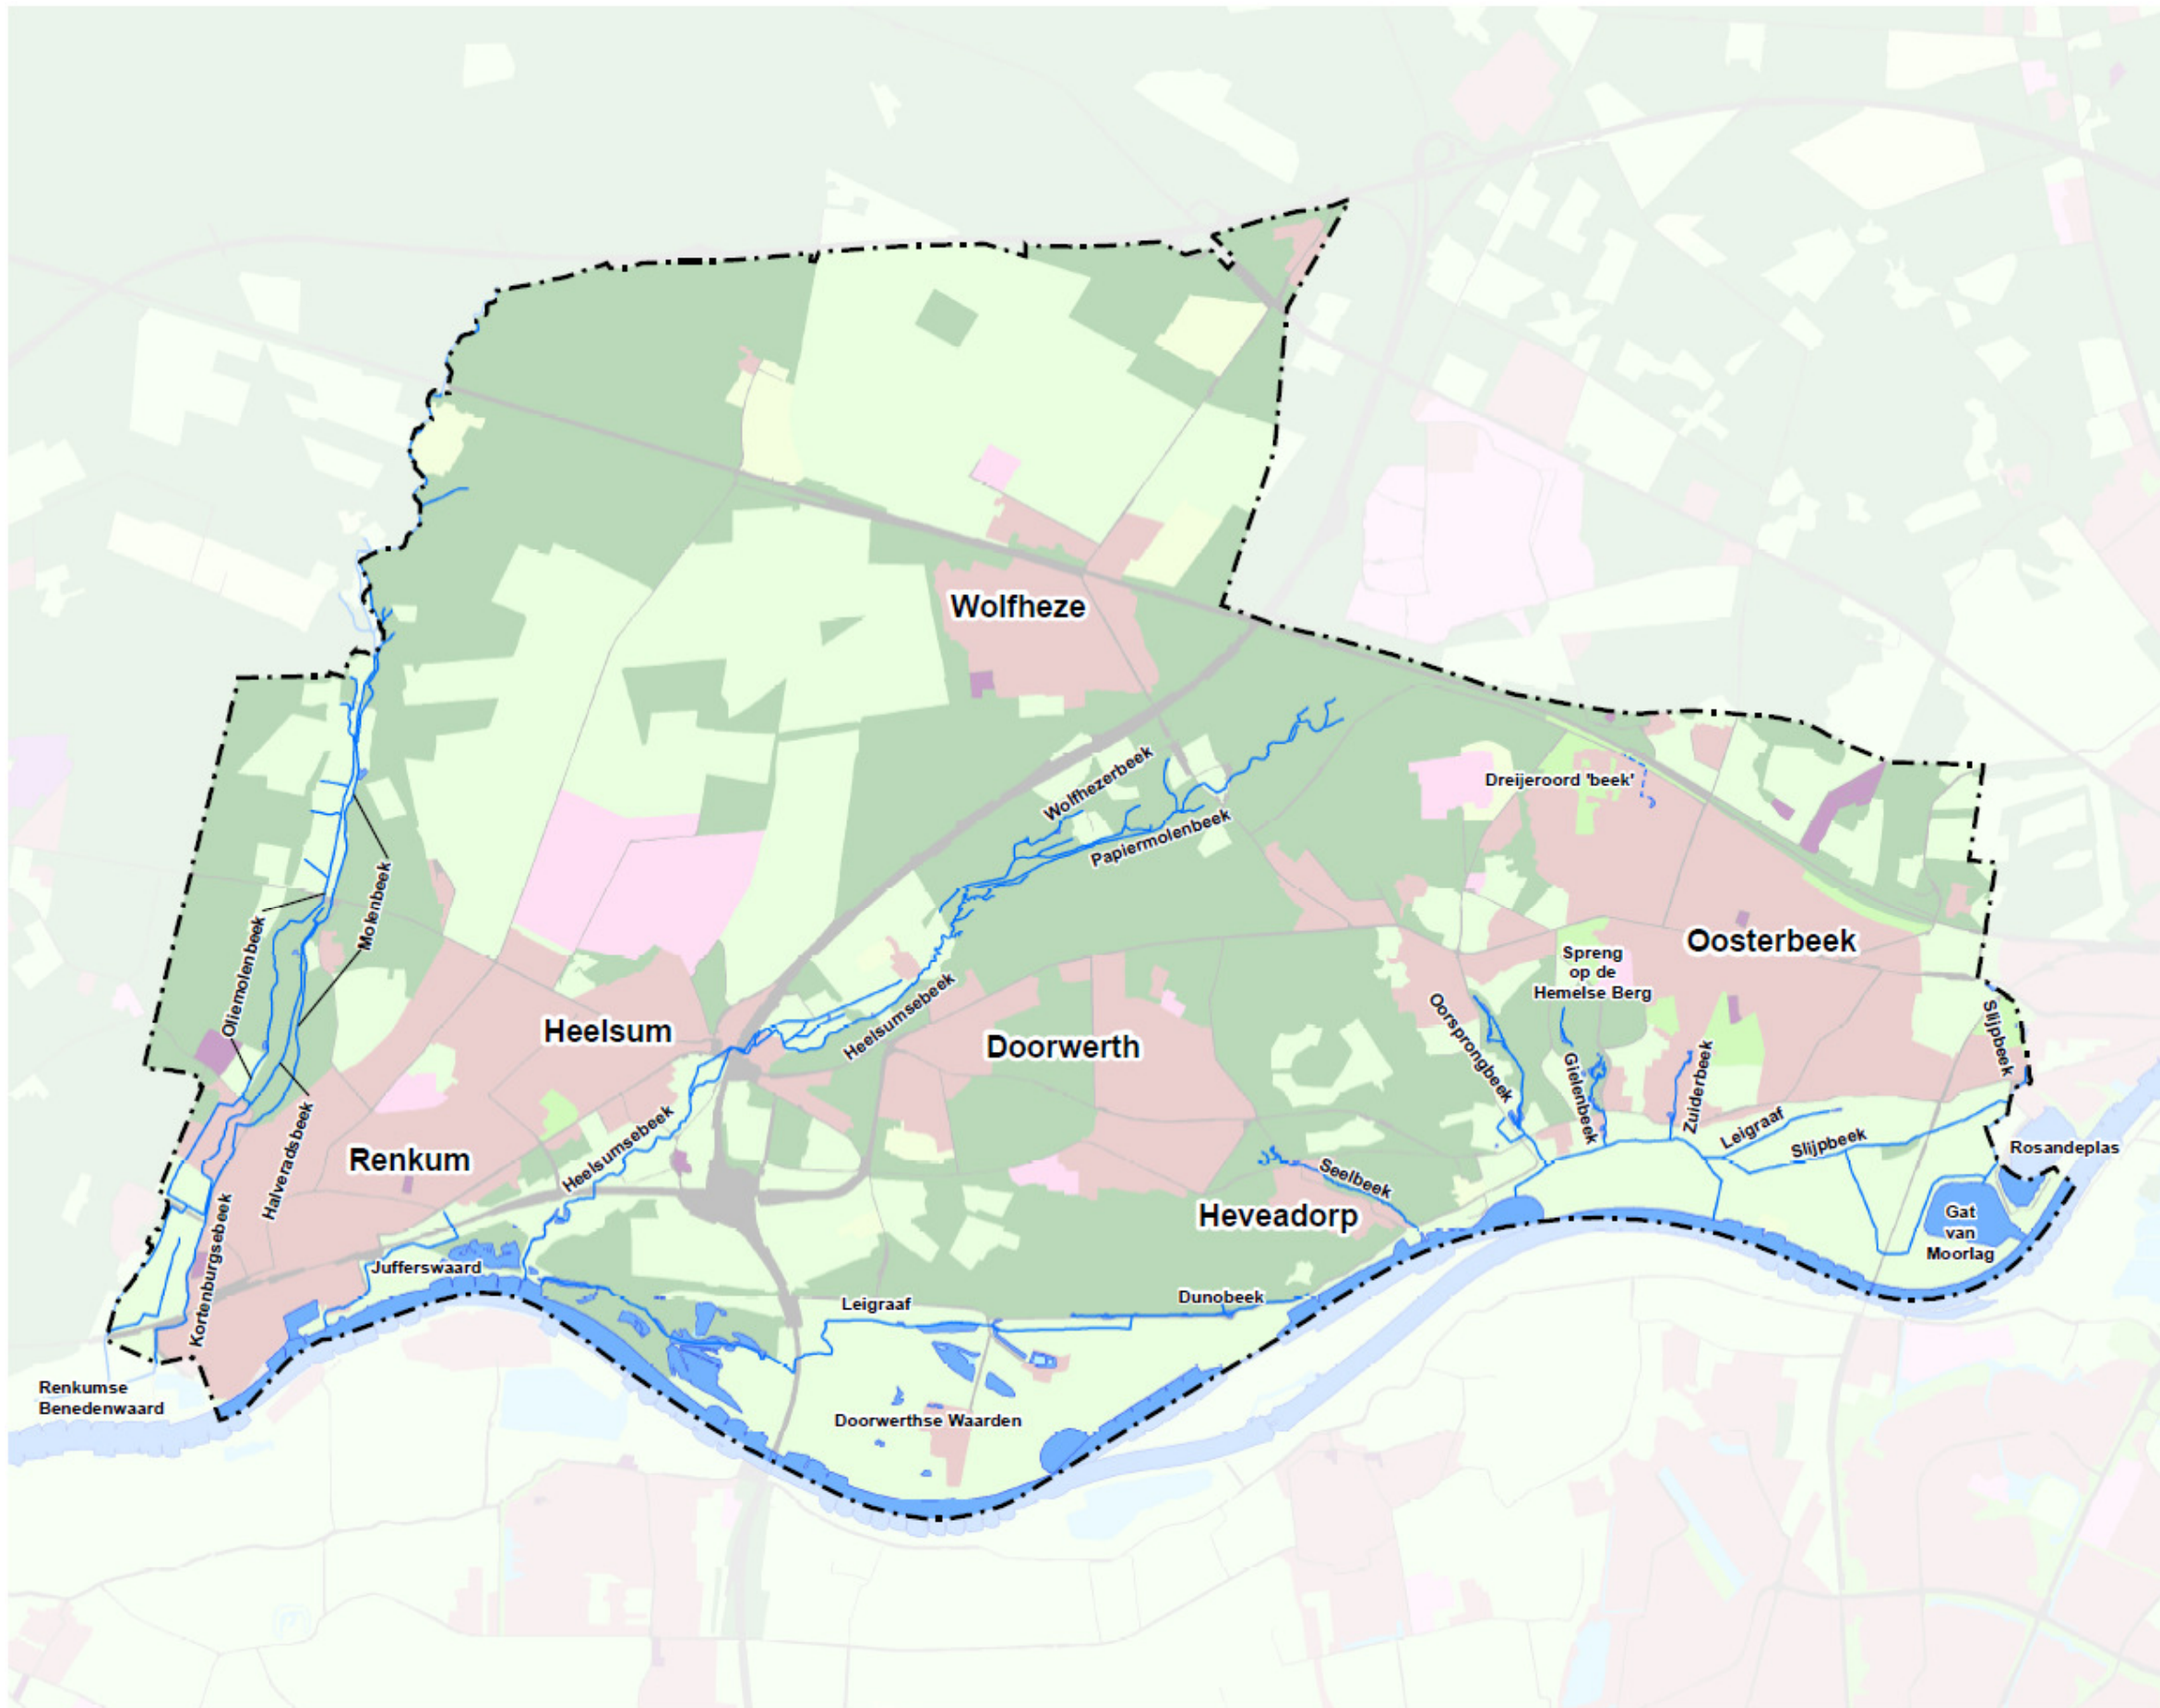 Wolfheze
Wolfhezerbeek
Dreijeroord 'beek'
Papiermolenbeek
Molenbeek
Oliemolenbeek
Oosterbeek
Spreng
op de
Hemelse Berg
Heelsum
Heelsumsebeek
Doorwerth
Oorsprongbeek
Gielenbeek
Zuiderbeek
Slijpbeek
Leigraaf
Slijpbeek
Rosandeplas
Renkum
Halveradsbeek
Heelsumsebeek
Seelbeek
Heveadorp
Gat
van
Moorlag
Kortenburgsebeek
Jufferswaard
Leigraaf
Dunobeek
Renkumse
Benedenwaard
Doorwerthse Waarden